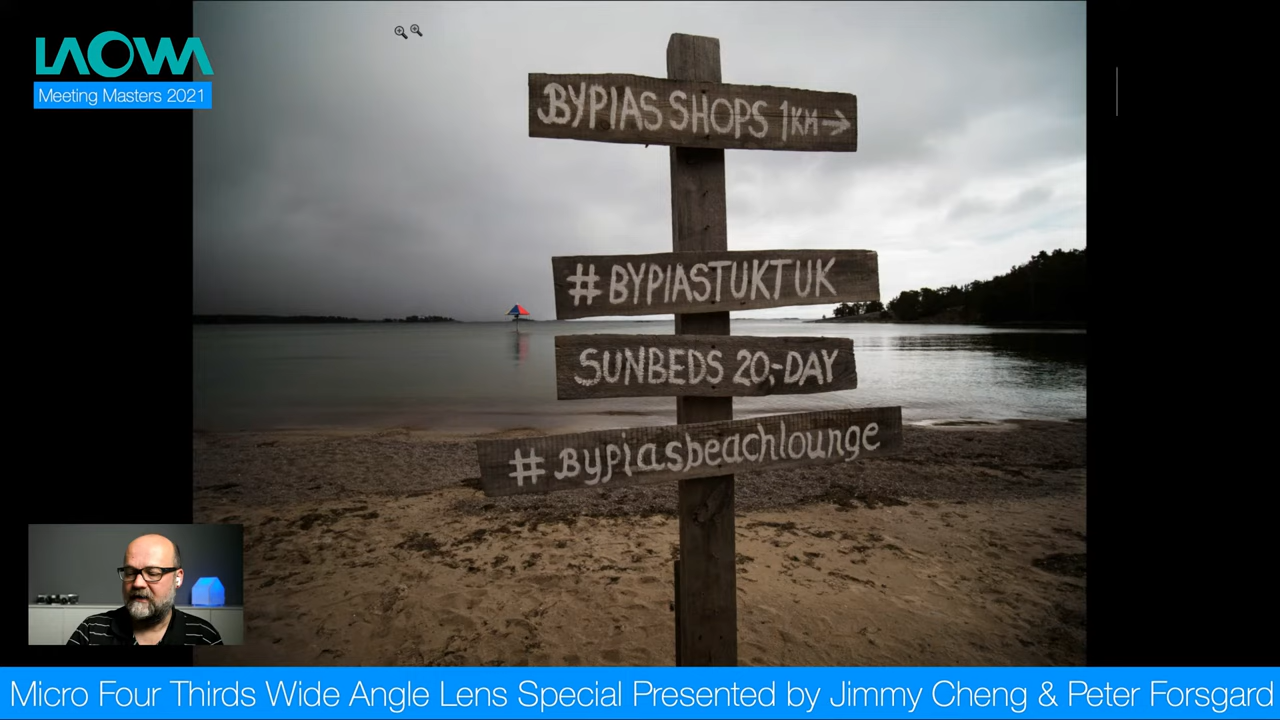 LAOWA
Meeting Masters 2021
BYPIAS SHOPS 1KM →
# BYPIASTUKTUK
SUNBEDS 20,-DAY
# Bypiasbeachlounge
Micro Four Thirds Wide Angle Lens Special Presented by Jimmy Cheng & Peter Forsgard